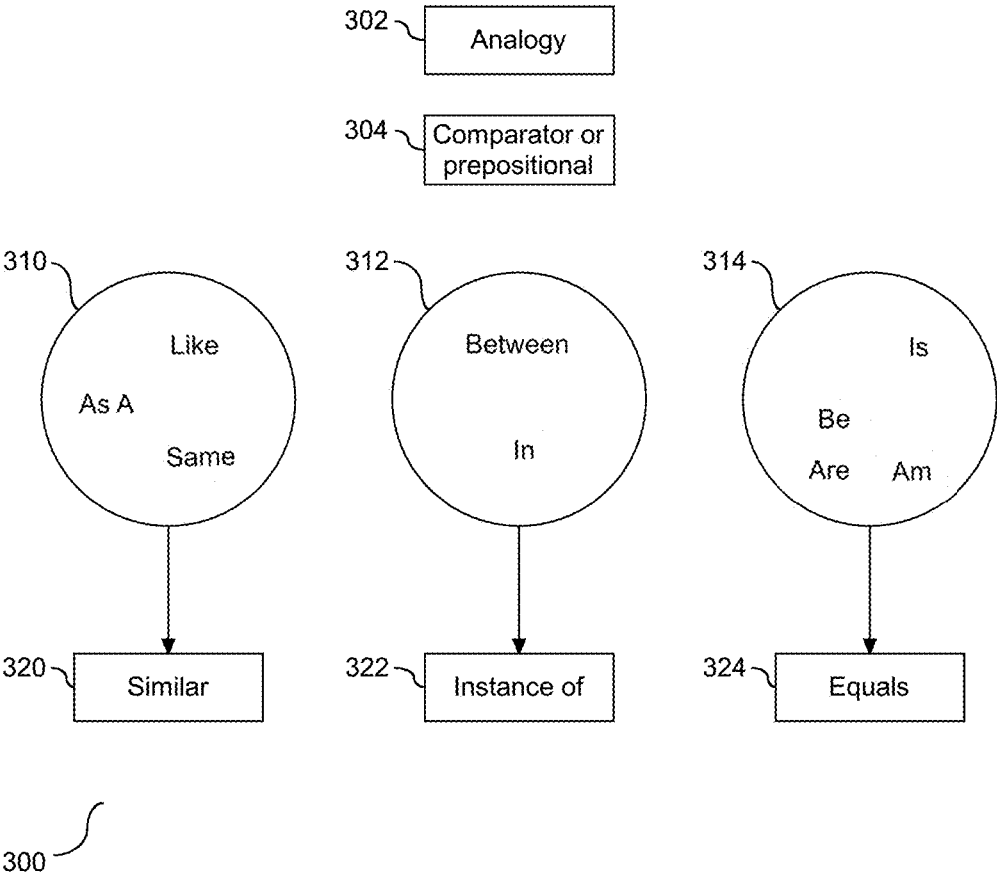 302
Analogy
304
Comparator or
prepositional
310
312
314
Like
As A
Same
Between
In
Is
Be
Are
Am
320
Similar
322
Instance of
324
Equals
300